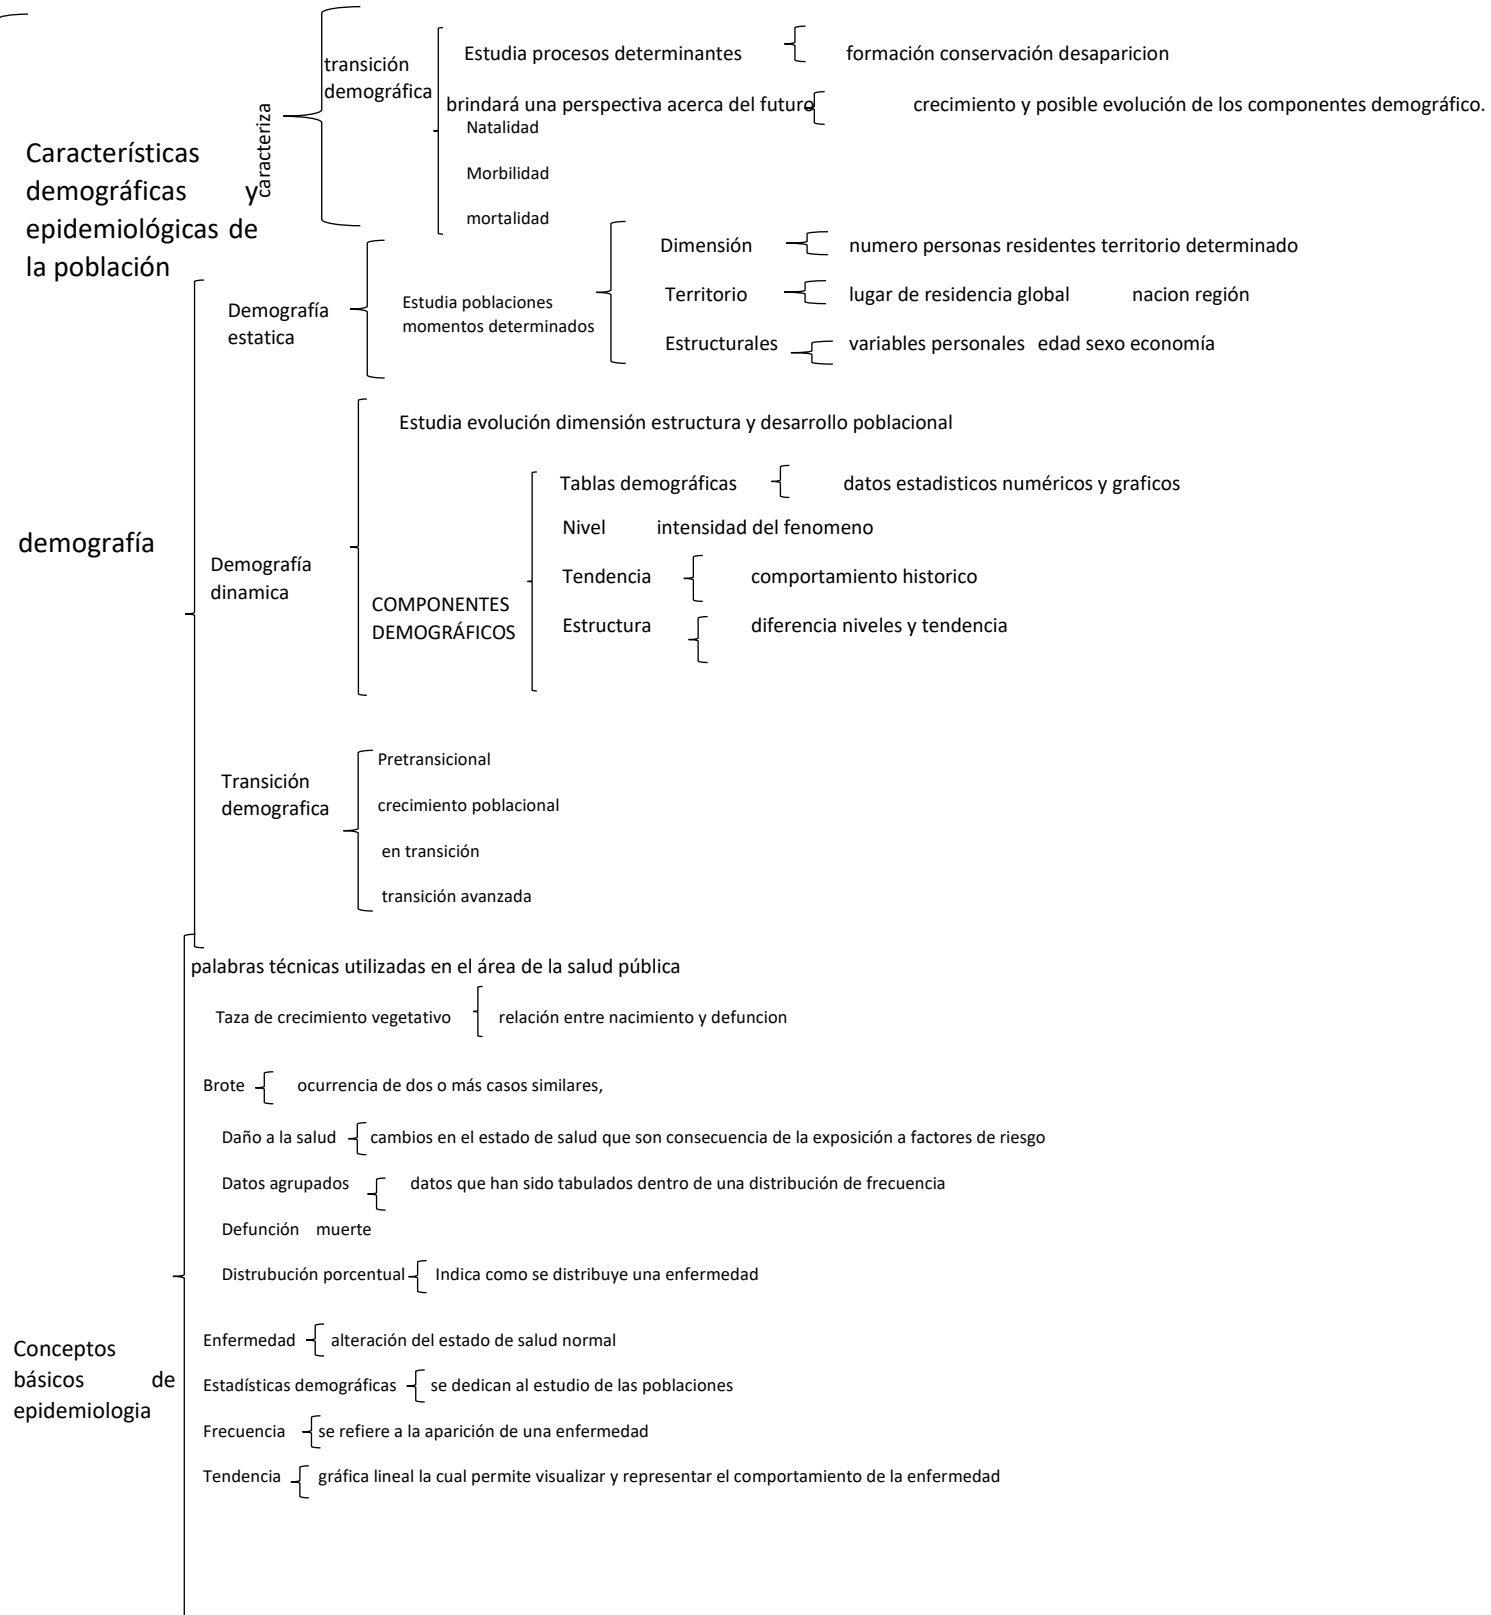 transición
demográfica
Estudia procesos determinantes
formación conservación desaparicion
brindará una perspectiva acerca del futuro
crecimiento y posible evolución de los componentes demográfico.
Natalidad
Morbilidad
mortalidad
caracteriza
Características
demográficas y
epidemiológicas de
la población
Demografía
estatica
Estudia poblaciones
momentos determinados
Dimensión
numero personas residentes territorio determinado
Territorio
lugar de residencia global nacion región
Estructurales
variables personales edad sexo economía
demografía
Demografía
dinamica
Estudia evolución dimensión estructura y desarrollo poblacional
COMPONENTES
DEMOGRÁFICOS
Tablas demográficas
datos estadisticos numéricos y graficos
Nivel intensidad del fenomeno
Tendencia
comportamiento historico
Estructura
diferencia niveles y tendencia
Transición
demografica
Pretransicional
crecimiento poblacional
en transición
transición avanzada
palabras técnicas utilizadas en el área de la salud pública
Taza de crecimiento vegetativo
relación entre nacimiento y defuncion
Brote
ocurrencia de dos o más casos similares,
Daño a la salud
cambios en el estado de salud que son consecuencia de la exposición a factores de riesgo
Datos agrupados
datos que han sido tabulados dentro de una distribución de frecuencia
Defunción muerte
Distrubución porcentual
Indica como se distribuye una enfermedad
Conceptos
básicos de
epidemiologia
Enfermedad
alteración del estado de salud normal
Estadísticas demográficas
se dedican al estudio de las poblaciones
Frecuencia
se refiere a la aparición de una enfermedad
Tendencia
gráfica lineal la cual permite visualizar y representar el comportamiento de la enfermedad